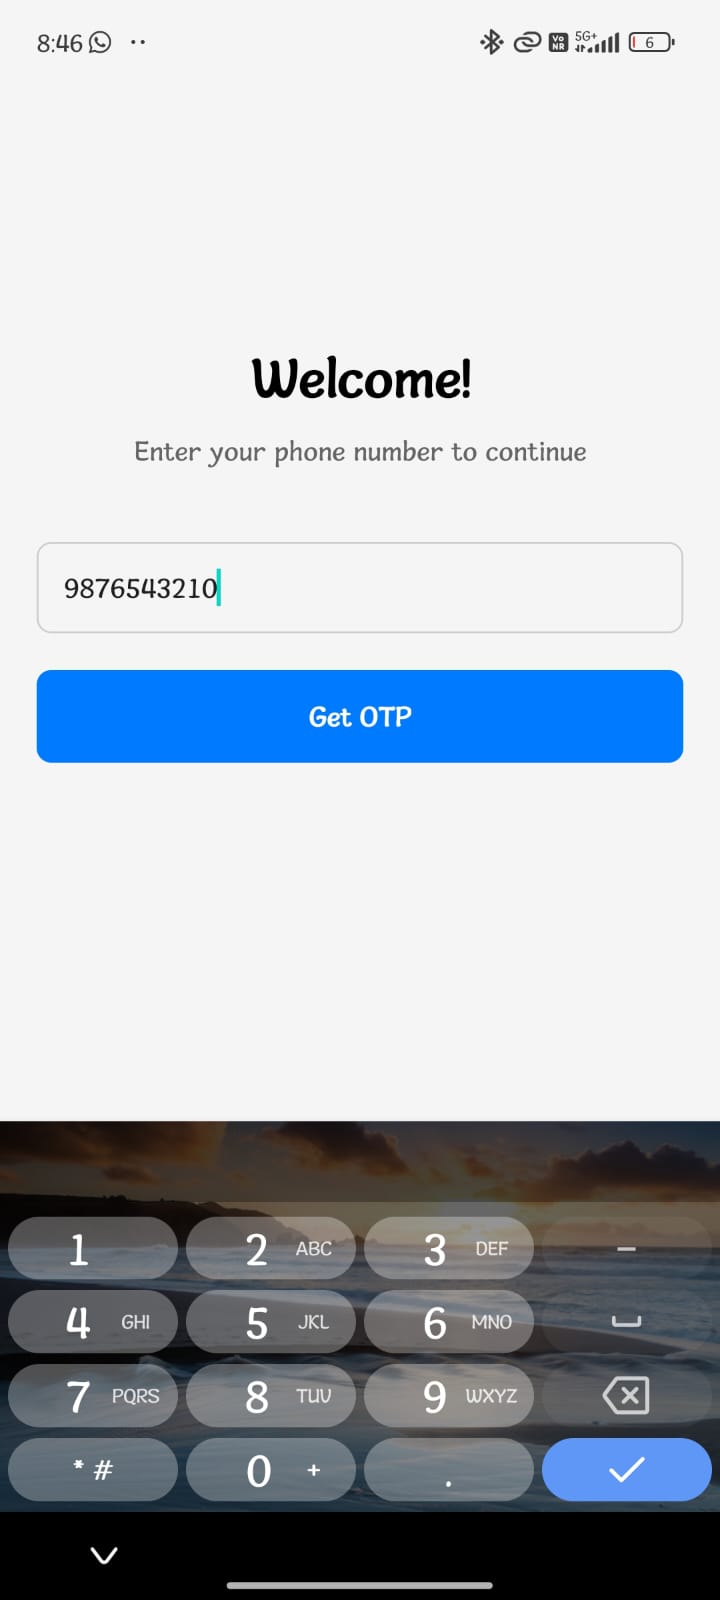 8:46
Vo
NR
5G+
6
Welcome!
Enter your phone number to continue
9876543210
Get OTP
1
2 ABC
3 DEF
–
4 GHI
5 JKL
6 MNO
7 PQRS
8 TUV
9 WXYZ
* #
0 +
.